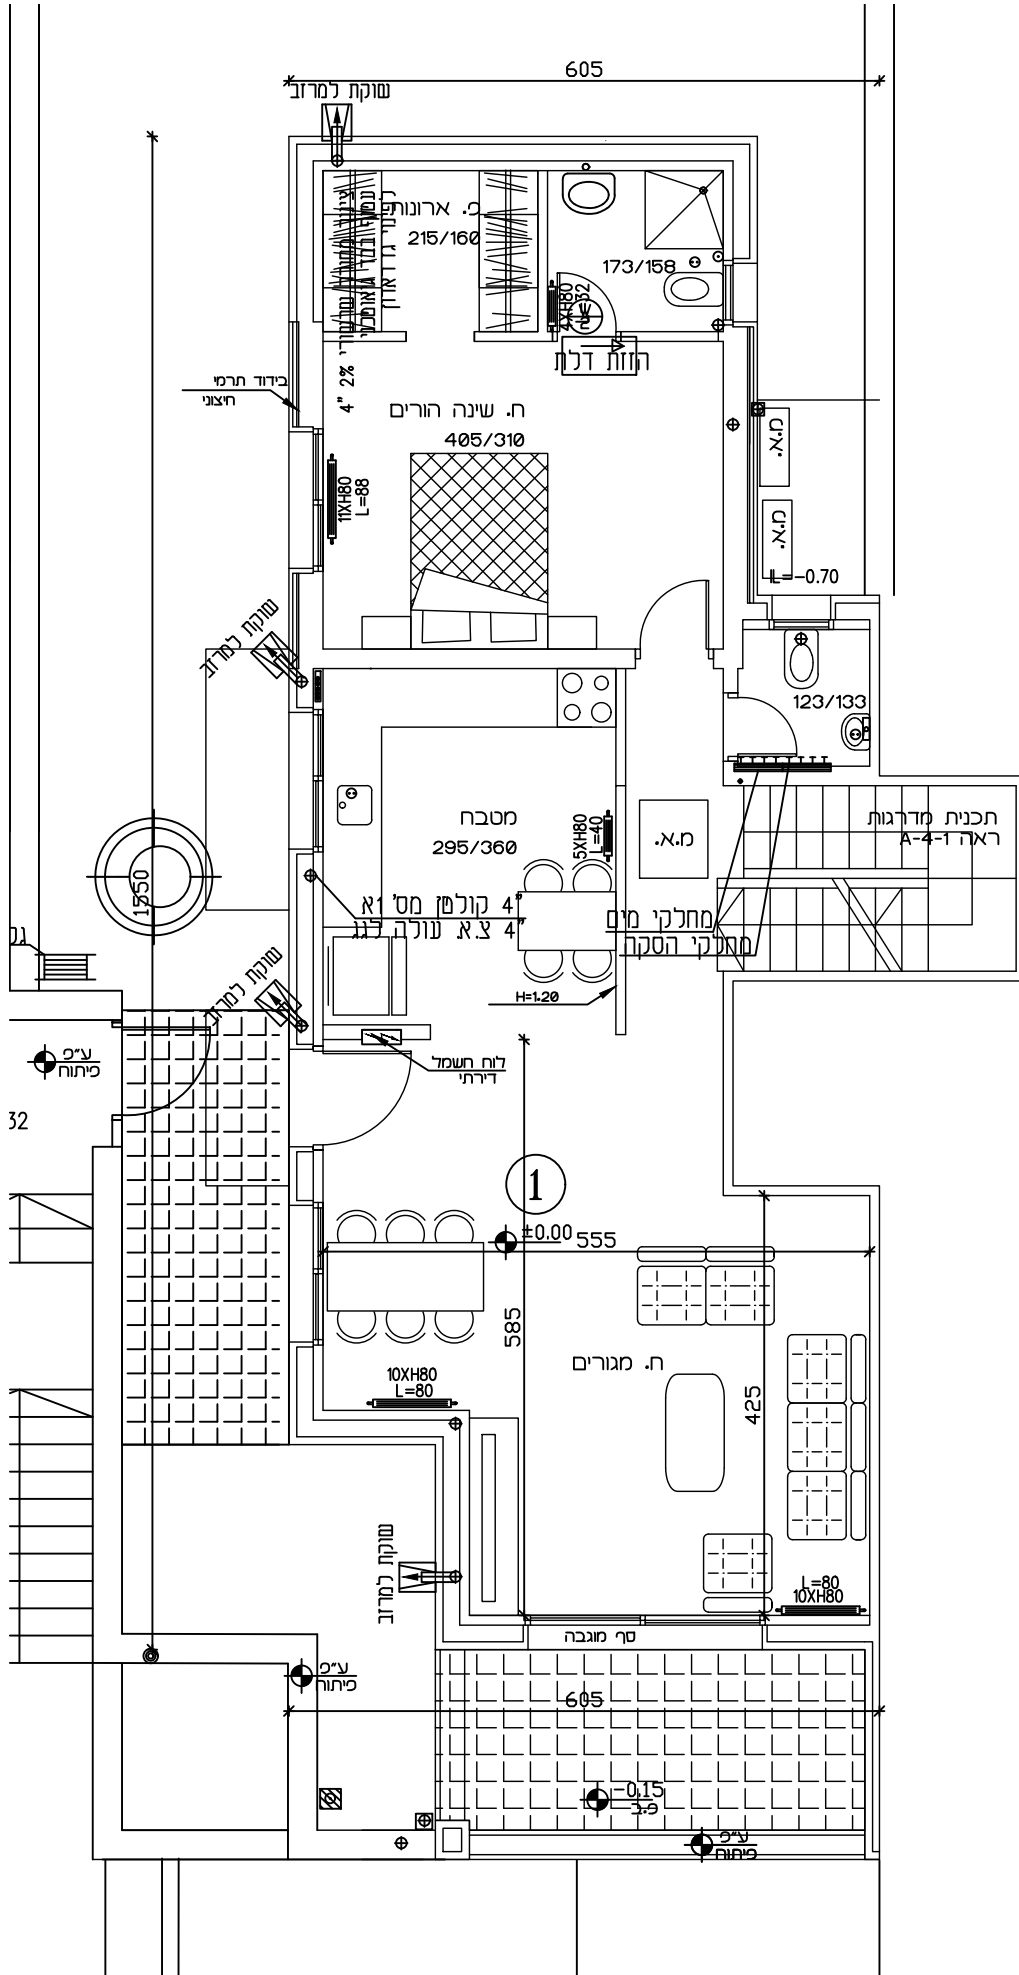 605
שוקת למרזב
פ. ארונות
215/160
173/158
4XH80
L=32
הזזת דלת
4" 2%
בידוד תרמי
חיצוני
ח. שינה הורים
405/310
11XH80
L=88
מ.א.
מ.א.
IL=-0.70
שוקת למרזב
123/133
מטבח
295/360
5XH80
L=40
מ.א.
תכנית מדרגות
ראה A-4-1
1550
4" קולטן מס' 1א
4" צ.א. עולה לגג
מחלקי מים
מחלקי הסקה
H=1.20
שוקת למרזב
לוח חשמל
דירתי
ע"פ
פיתוח
32
1
±0.00
555
585
425
ח. מגורים
10XH80
L=80
שוקת למרזב
L=80
10XH80
סף מוגבה
ע"פ
פיתוח
605
-0.15
ע"פ
פיתוח